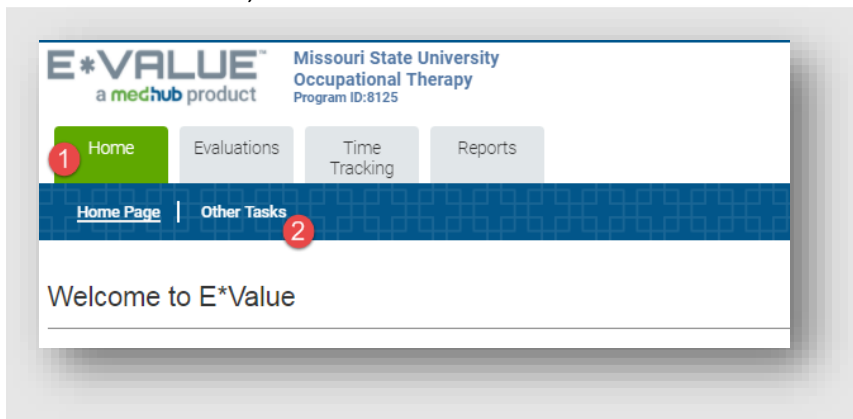 E*VALUE™
a medhub product
Missouri State University
Occupational Therapy
Program ID:8125
1
Home
Evaluations
Time
Tracking
Reports
Home Page | Other Tasks
2
Welcome to E*Value